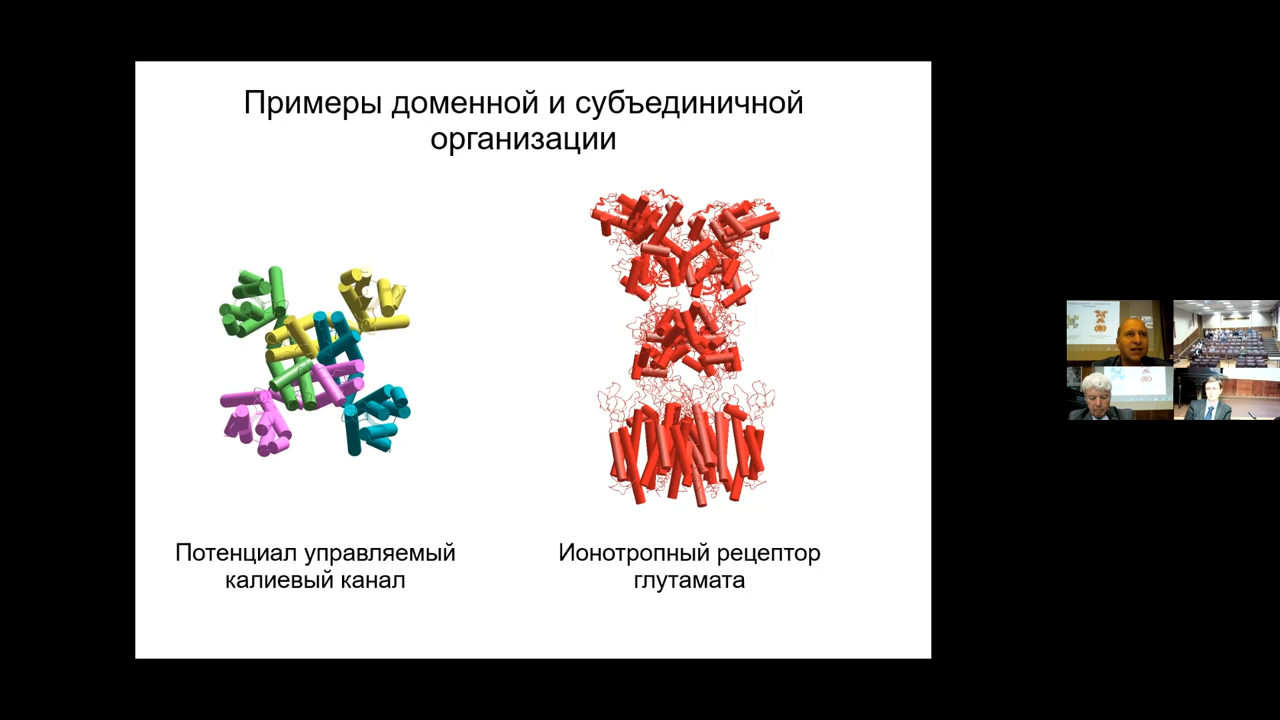 Примеры доменной и субъединичной
организации
Потенциал управляемый
калиевый канал
Ионотропный рецептор
глутамата